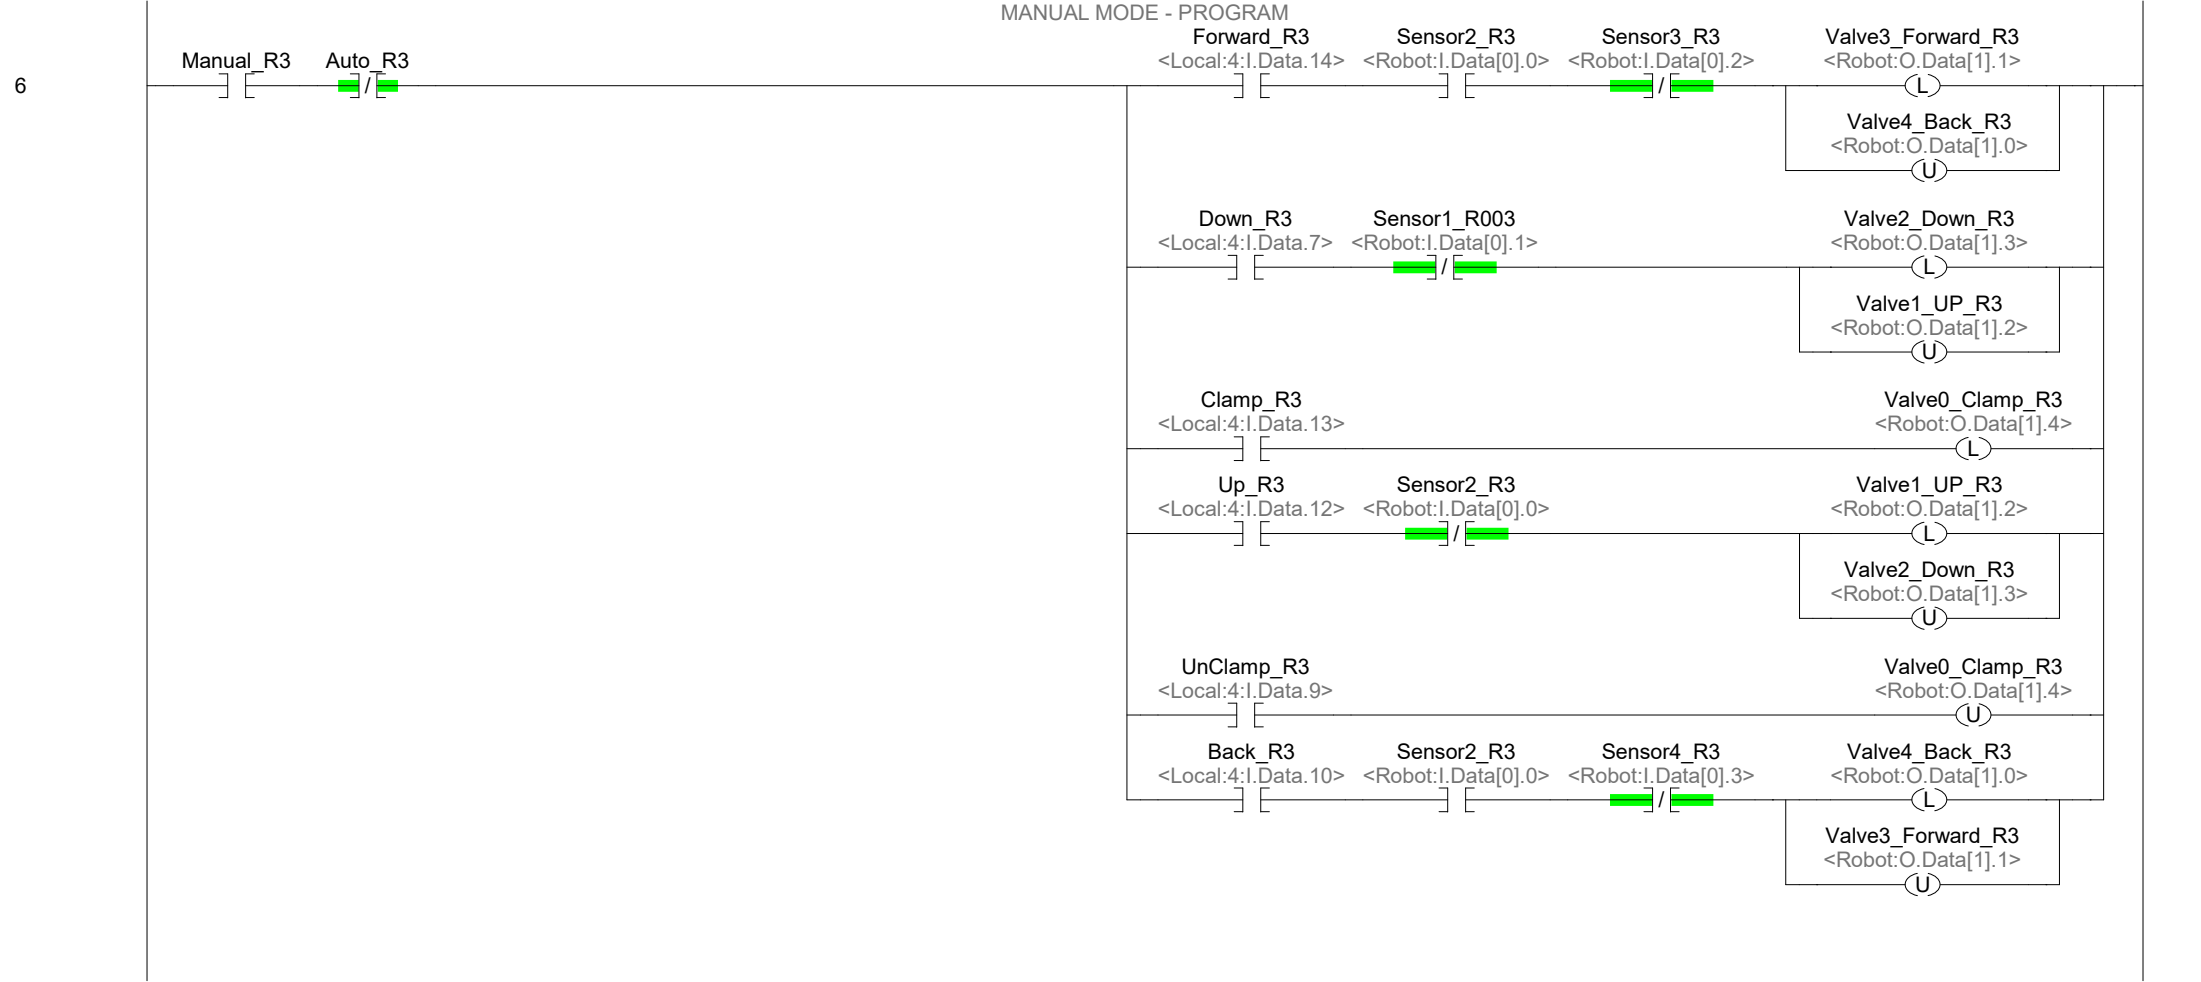 MANUAL MODE - PROGRAM
Forward_R3 Sensor2_R3 Sensor3_R3 Valve3_Forward_R3
Manual_R3 Auto_R3 <Local:4:I.Data.14> <Robot:I.Data[0].0> <Robot:I.Data[0].2> <Robot:O.Data[1].1>
6 / / L
Valve4_Back_R3
<Robot:O.Data[1].0>
U
Down_R3 Sensor1_R003 Valve2_Down_R3
<Local:4:I.Data.7> <Robot:I.Data[0].1> <Robot:O.Data[1].3>
/ L
Valve1_UP_R3
<Robot:O.Data[1].2>
U
Clamp_R3 Valve0_Clamp_R3
<Local:4:I.Data.13> <Robot:O.Data[1].4>
L
Up_R3 Sensor2_R3 Valve1_UP_R3
<Local:4:I.Data.12> <Robot:I.Data[0].0> <Robot:O.Data[1].2>
/ L
Valve2_Down_R3
<Robot:O.Data[1].3>
U
UnClamp_R3 Valve0_Clamp_R3
<Local:4:I.Data.9> <Robot:O.Data[1].4>
U
Back_R3 Sensor2_R3 Sensor4_R3 Valve4_Back_R3
<Local:4:I.Data.10> <Robot:I.Data[0].0> <Robot:I.Data[0].3> <Robot:O.Data[1].0>
/ L
Valve3_Forward_R3
<Robot:O.Data[1].1>
U